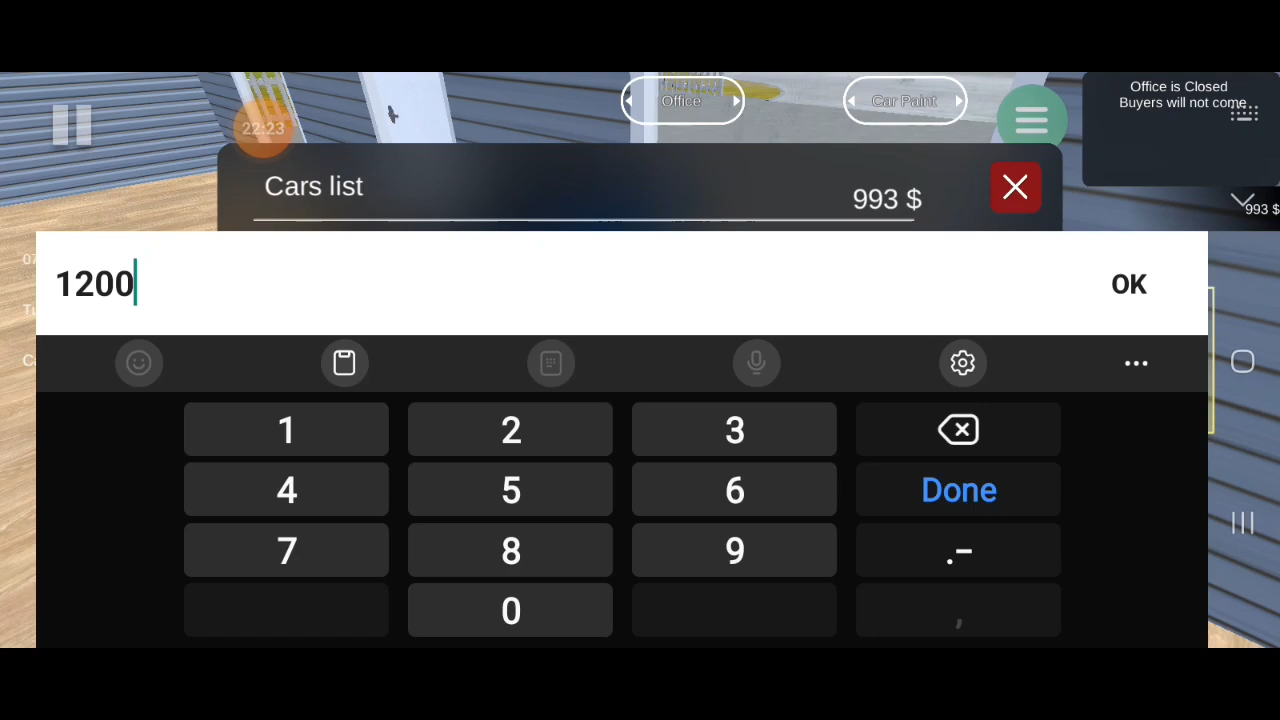 Office
Car Paint
Office is Closed
Buyers will not come
22:23
Cars list
993 $
993 $
07
1200
OK
1 2 3
4 5 6 Done
7 8 9 .-
0 ,